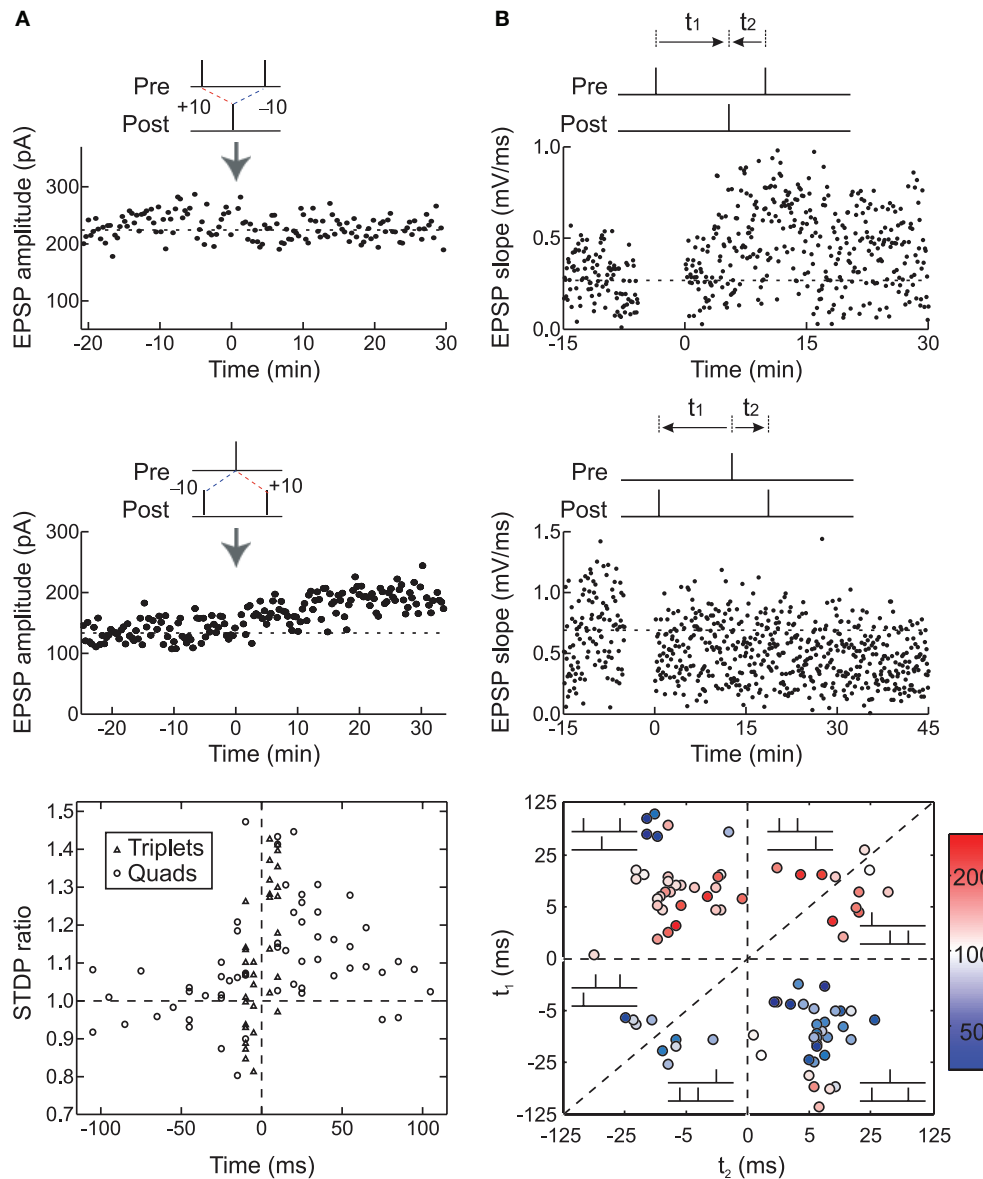 A
Pre
+10 –10
Post
EPSP amplitude (pA)
300
200
100
-20 -10 0 10 20 30
Time (min)
B
t1 t2
Pre
Post
EPSP slope (mV/ms)
1.0
0.5
0.0
-15 0 15 30
Time (min)
Pre
–10 +10
Post
EPSP amplitude (pA)
300
200
100
0
-20 -10 0 10 20 30
Time (min)
t1 t2
Pre
Post
EPSP slope (mV/ms)
1.5
1.0
0.5
0.0
-15 0 15 30 45
Time (min)
STDP ratio
1.5
1.4
1.3
1.2
1.1
1.0
0.9
0.8
0.7
Triplets
Quads
-100 -50 0 50 100
Time (ms)
t1 (ms)
125
25
5
0
-5
-25
-125
-125 -25 -5 0 5 25 125
t2 (ms)
200
100
50